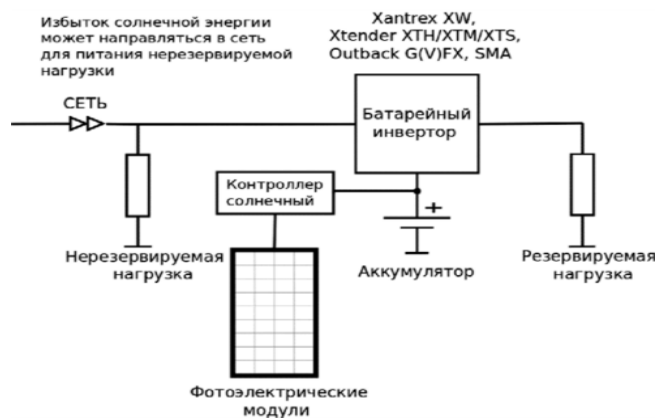 Избыток солнечной энергии
может направляться в сеть
для питания нерезервируемой
нагрузки
Xantrex XW,
Xtender XTH/XTM/XTS,
Outback G(V)FX, SMA
СЕТЬ
Батарейный
инвертор
Контроллер
солнечный
+
Нерезервируемая
нагрузка
Аккумулятор
Резервируемая
нагрузка
Фотоэлектрические
модули